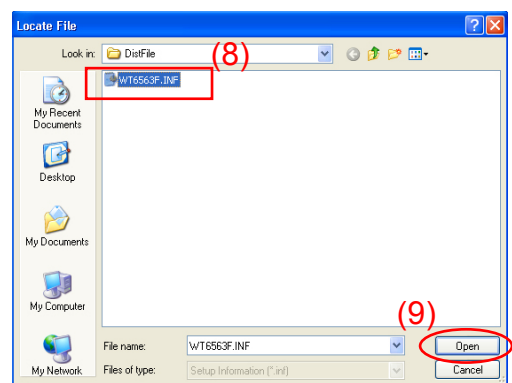 Locate File
Look in: DistFile
(8)
WT6563F.INF
My Recent
Documents
Desktop
My Documents
My Computer
My Network
(9)
File name: WT6563F.INF Open
Files of type: Setup Information (*.inf) Cancel